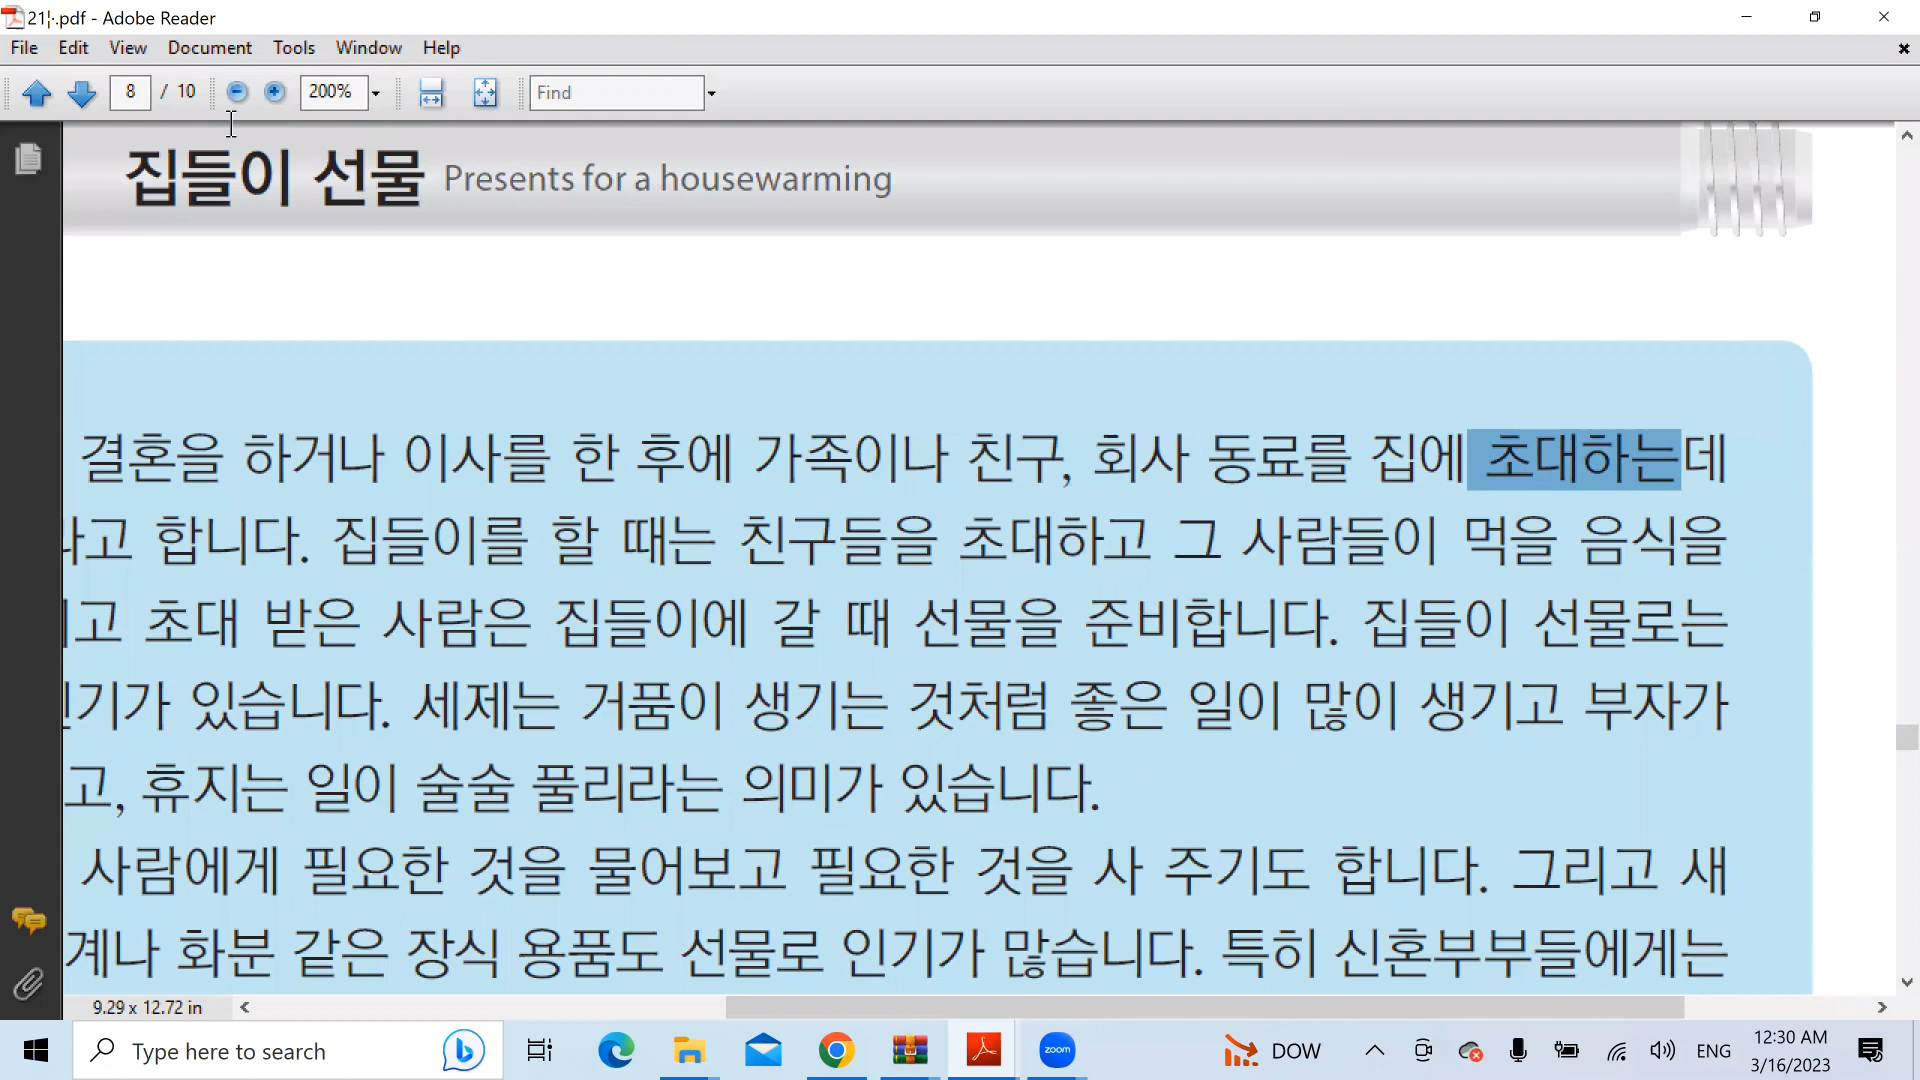 21¦·.pdf - Adobe Reader
File Edit View Document Tools Window Help
8 / 10 200% Find
집들이 선물 Presents for a housewarming
결혼을 하거나 이사를 한 후에 가족이나 친구, 회사 동료를 집에 초대하는데
라고 합니다. 집들이를 할 때는 친구들을 초대하고 그 사람들이 먹을 음식을
고 초대 받은 사람은 집들이에 갈 때 선물을 준비합니다. 집들이 선물로는
기가 있습니다. 세제는 거품이 생기는 것처럼 좋은 일이 많이 생기고 부자가
고, 휴지는 일이 술술 풀리라는 의미가 있습니다.
사람에게 필요한 것을 물어보고 필요한 것을 사 주기도 합니다. 그리고 새
계나 화분 같은 장식 용품도 선물로 인기가 많습니다. 특히 신혼부부들에게는
9.29 x 12.72 in
Type here to search
zoom
DOW
ENG
12:30 AM
3/16/2023